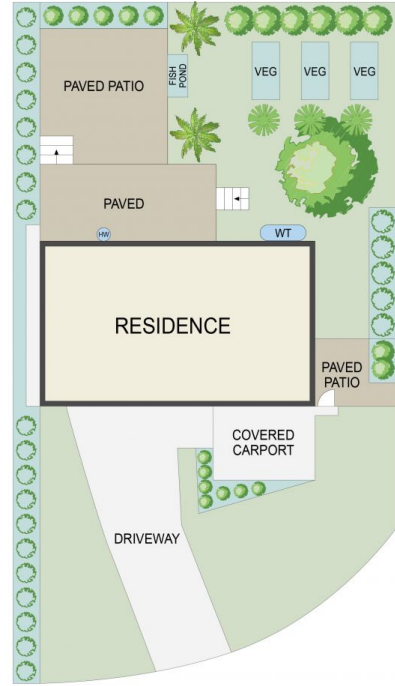 PAVED PATIO
FISH
POND
VEG
VEG
VEG
PAVED
HW
WT
RESIDENCE
PAVED
PATIO
COVERED
CARPORT
DRIVEWAY